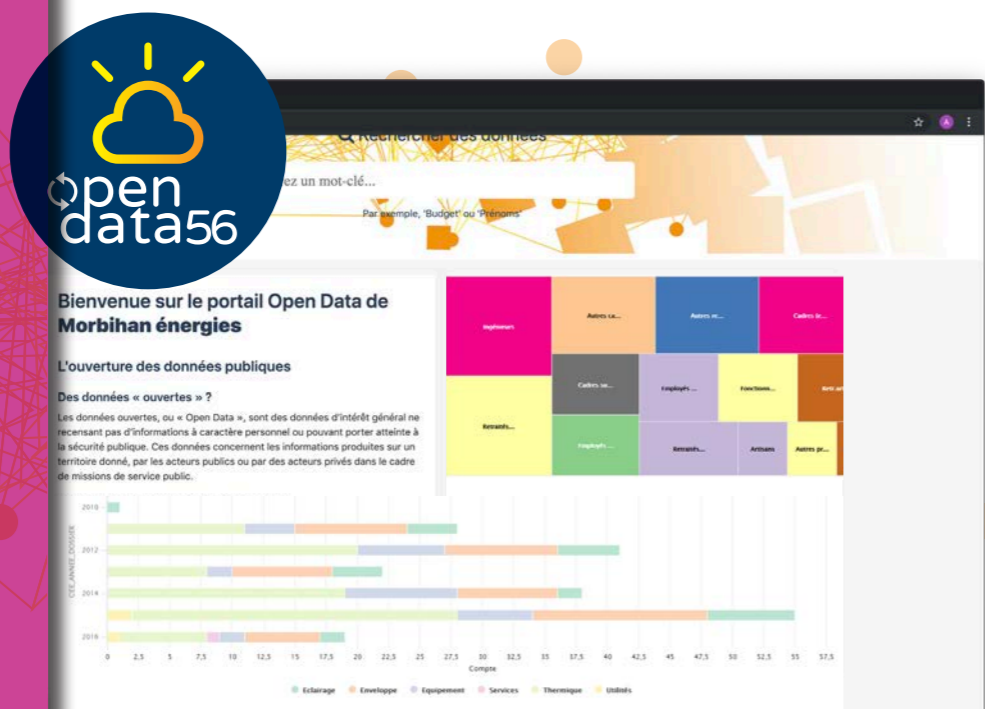 open
data56
Rechercher des données
ez un mot-clé...
Par exemple, 'Budget' ou 'Prénoms'
Bienvenue sur le portail Open Data de
Morbihan énergies
L'ouverture des données publiques
Des données « ouvertes » ?
Les données ouvertes, ou « Open Data », sont des données d'intérêt général ne
recensant pas d'informations à caractère personnel ou pouvant porter atteinte à
la sécurité publique. Ces données concernent les informations produites sur un
territoire donné, par les acteurs publics ou par des acteurs privés dans le cadre
de missions de service public.
Ingénieurs
Autres ca...
Autres re...
Cadres te...
Cadres su...
Employés ...
Fonctions...
Retraités...
Employés ...
Retraités...
Artisans
Autres pr...
CEE_ANNEE_DOSSIER
2010
2012
2014
2016
0 2,5 5 7,5 10 12,5 15 17,5 20 22,5 25 27,5 30 32,5 35 37,5 40 42,5 45 47,5 50 52,5 55 57,5
Compte
Eclairage Enveloppe Equipement Services Thermique Utilités